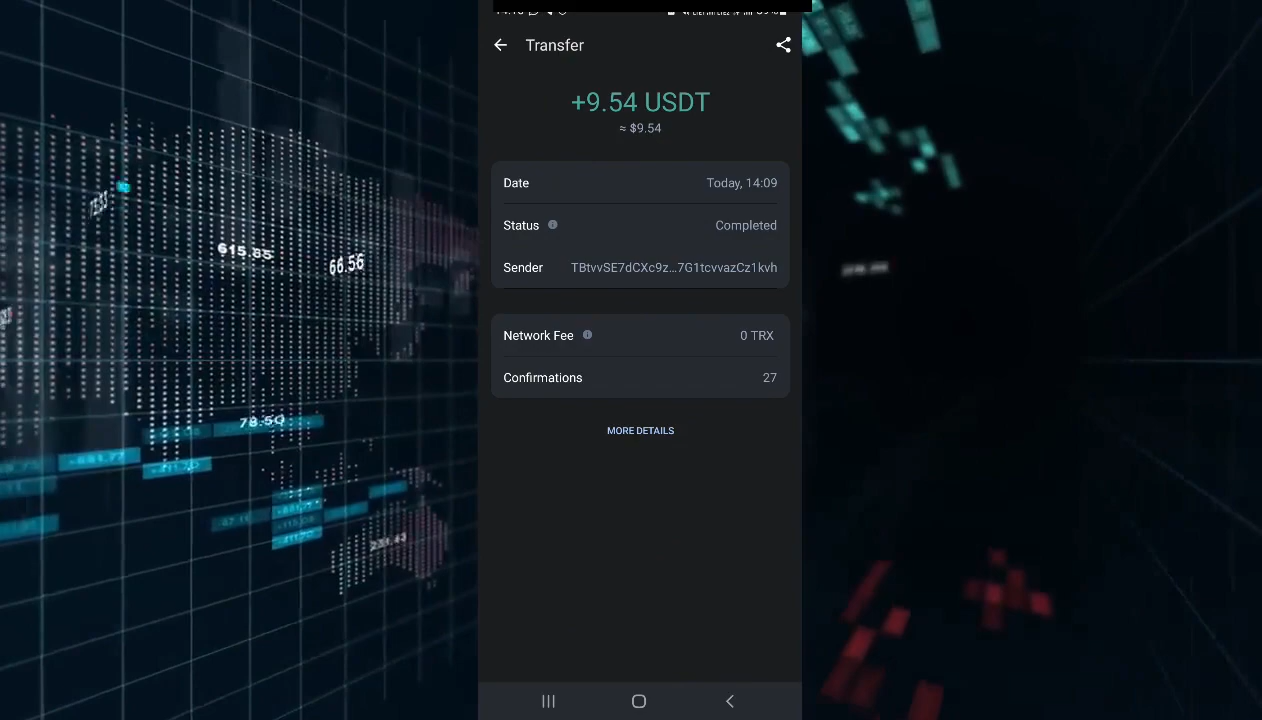 Transfer
+9.54 USDT
≈ $9.54
Date Today, 14:09
Status Completed
Sender TBtvvSE7dCXc9z...7G1tcvvazCz1kvh
Network Fee 0 TRX
Confirmations 27
MORE DETAILS
615.65
66.56
78.50